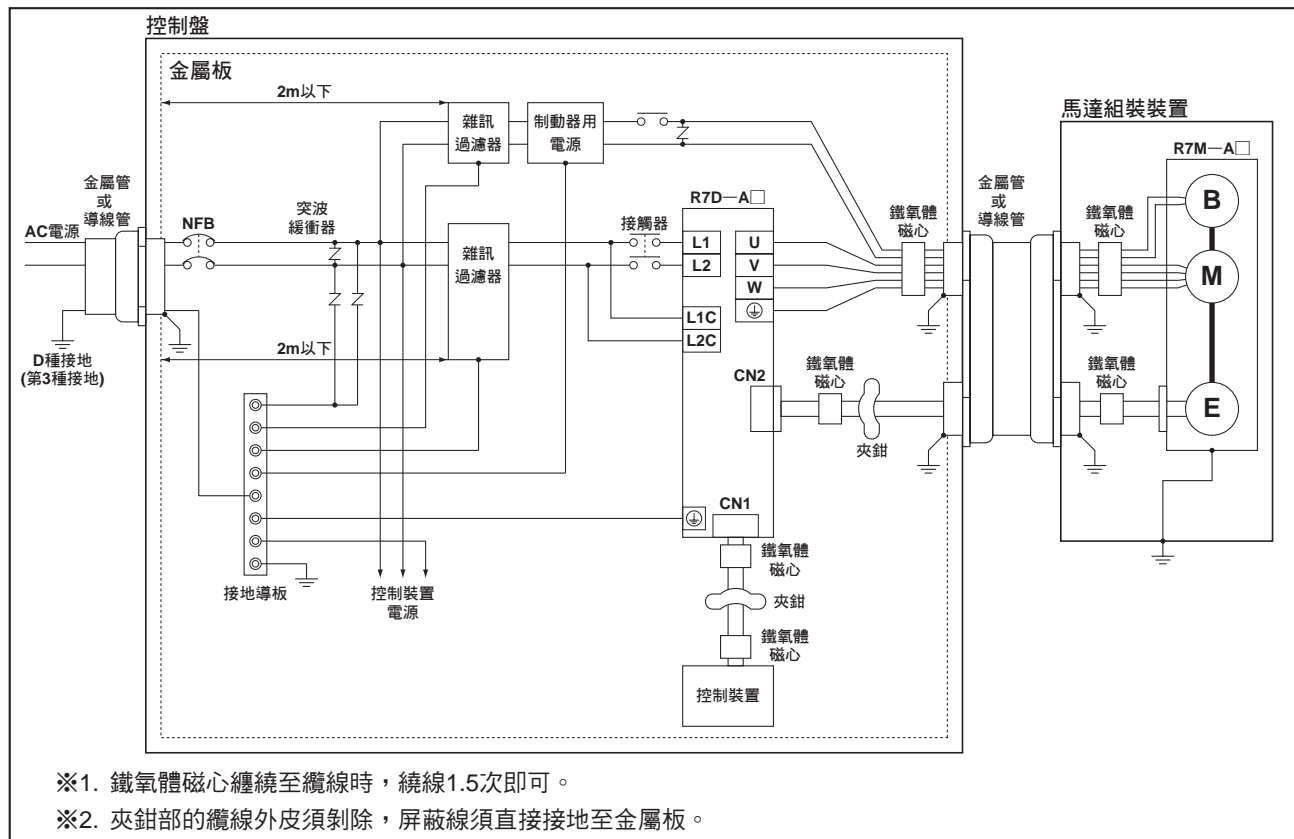 控制盤
金屬板
2m以下
雜訊
過濾器
制動器用
電源
馬達組裝裝置
R7M—A□
金屬管
或
導線管
NFB
突波
緩衝器
AC電源
雜訊
過濾器
接觸器
R7D—A□
L1
L2
L1C
L2C
U
V
W
鐵氧體
磁心
金屬管
或
導線管
鐵氧體
磁心
B
M
E
D種接地
(第3種接地)
2m以下
CN2
鐵氧體
磁心
夾鉗
鐵氧體
磁心
CN1
鐵氧體
磁心
夾鉗
鐵氧體
磁心
控制裝置
接地導板
控制裝置
電源
※1. 鐵氧體磁心纏繞至纜線時，繞線1.5次即可。
※2. 夾鉗部的纜線外皮須剝除，屏蔽線須直接接地至金屬板。